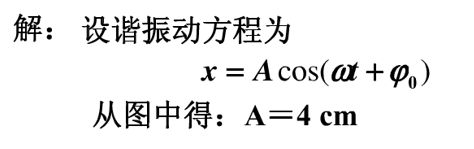 解： 设谐振动方程为
x = A cos(ωt + φ₀)
从图中得：A＝4 cm